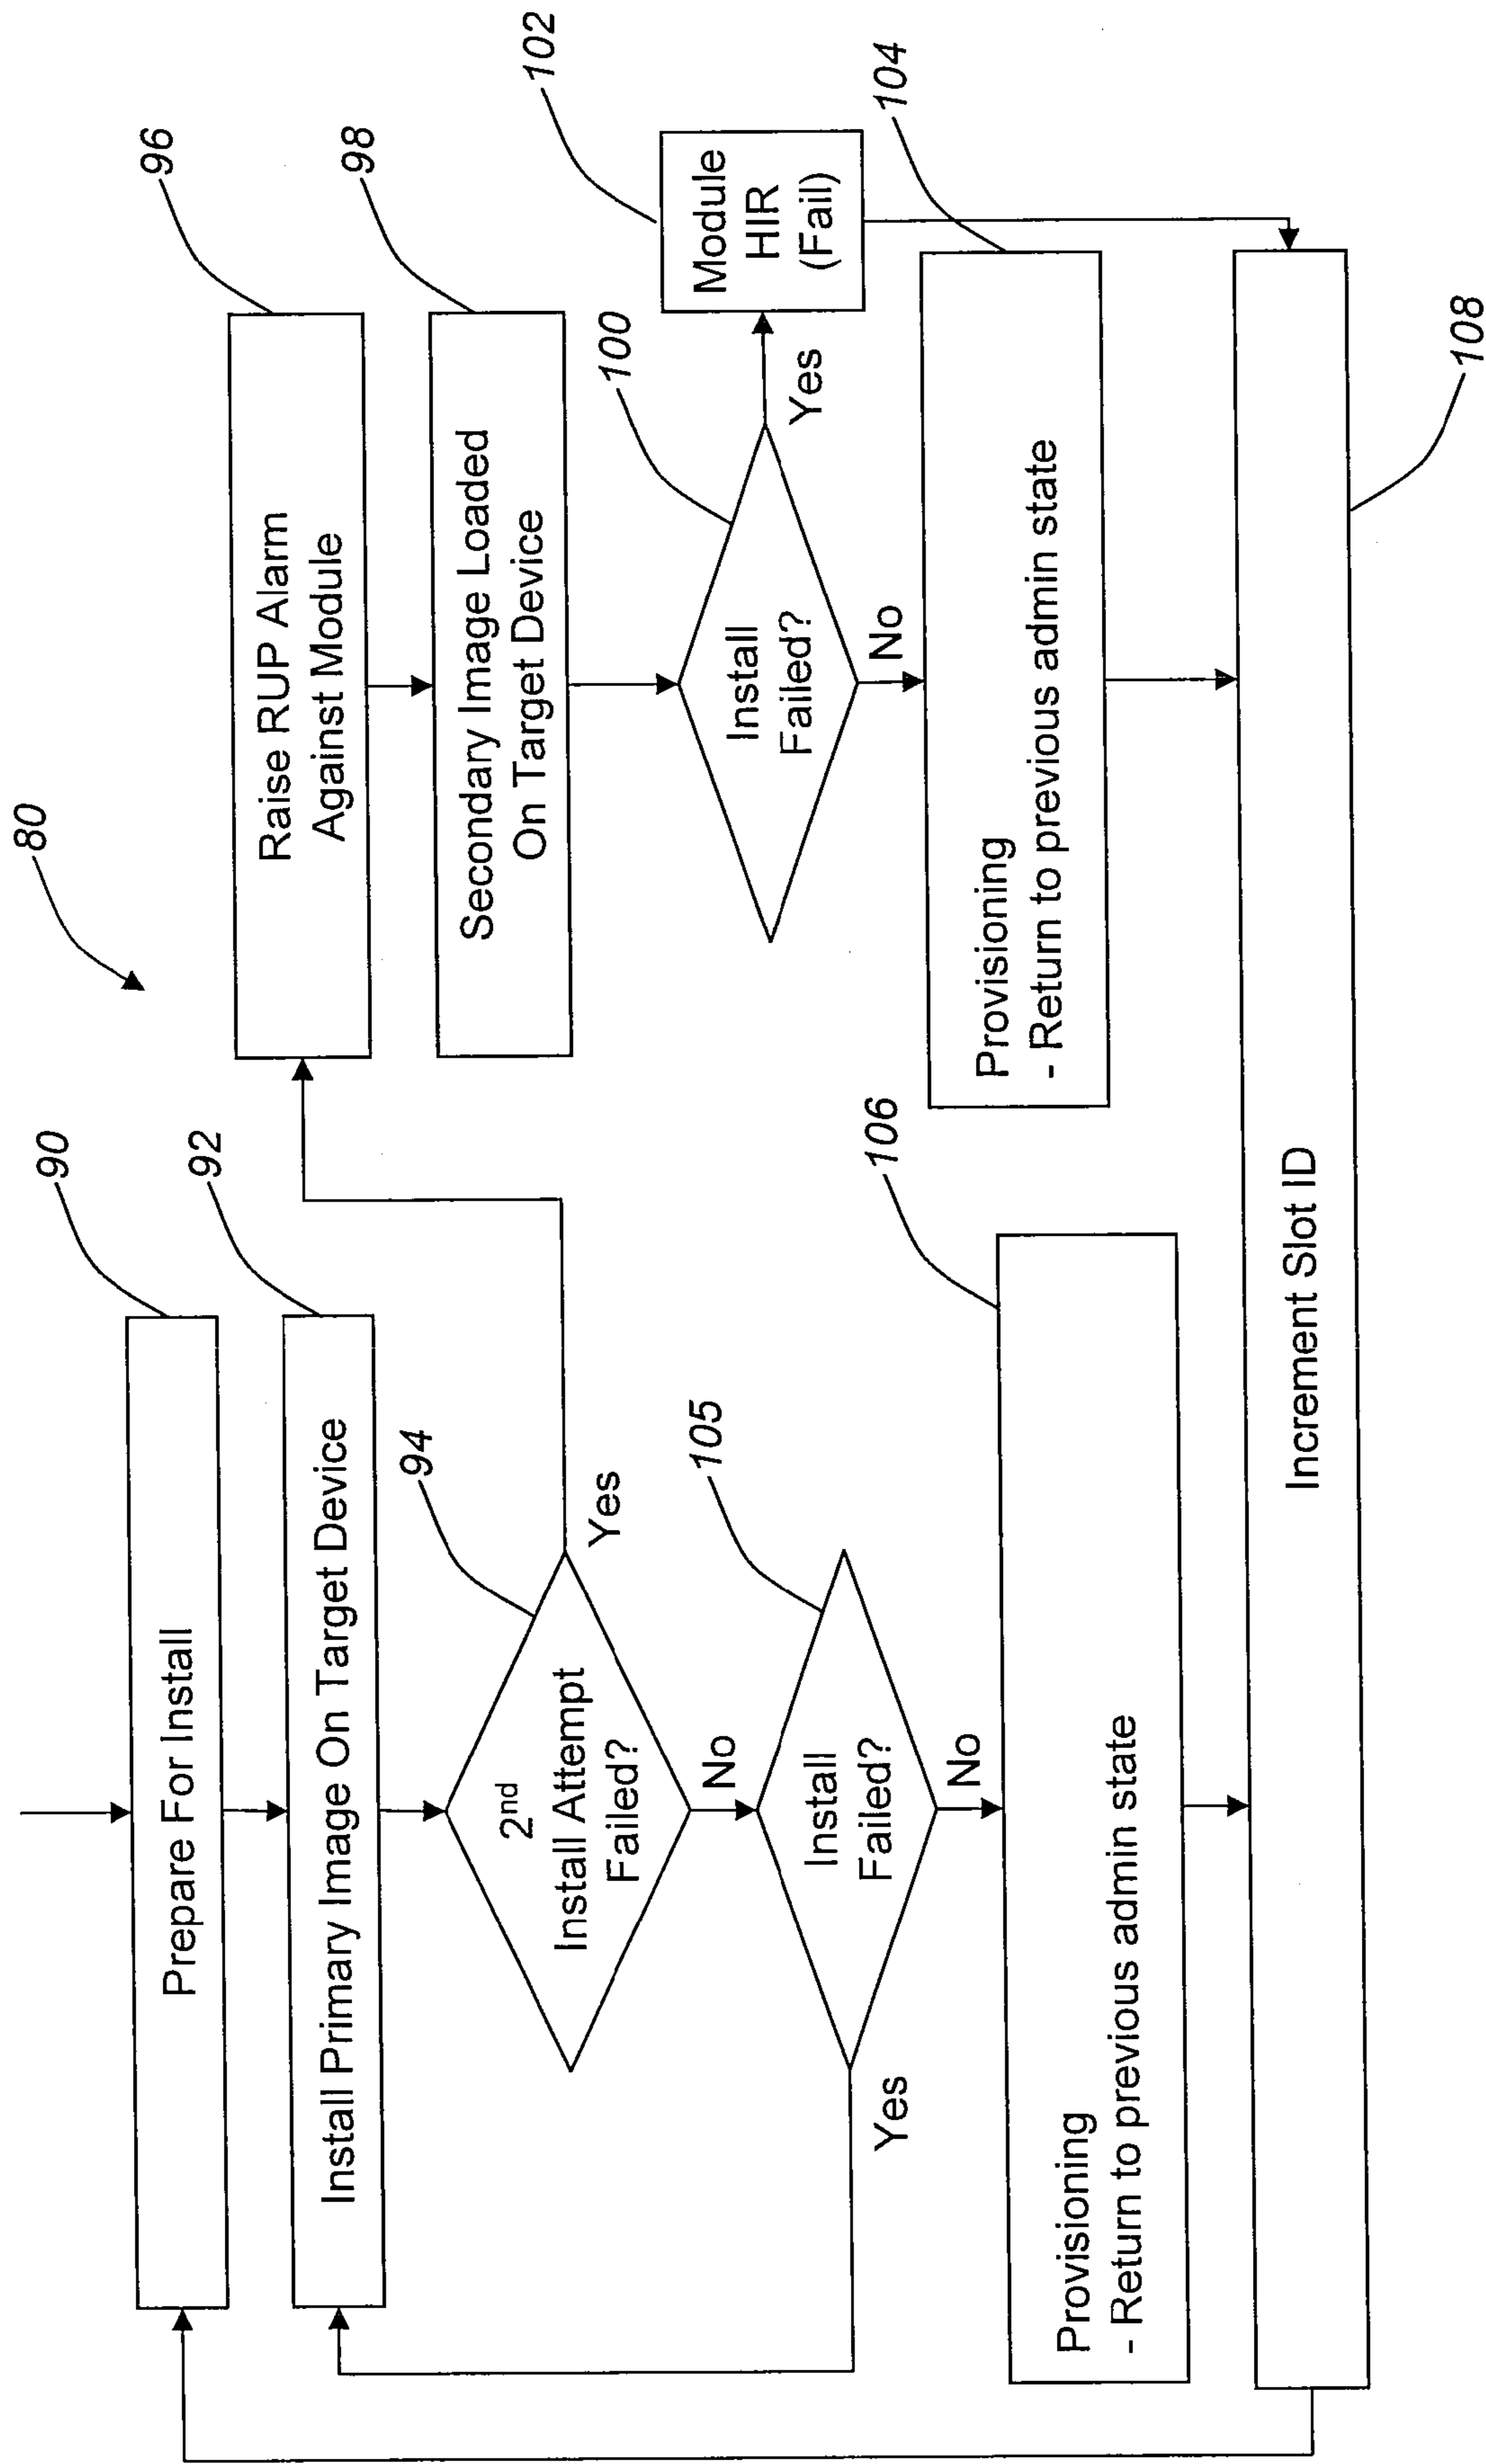 80
90
Prepare For Install
92
Install Primary Image On Target Device
94
2nd
Install Attempt
Failed?
Yes
No
105
Install
Failed?
Yes
No
106
Provisioning
- Return to previous admin state
96
Raise RUP Alarm
Against Module
98
Secondary Image Loaded
On Target Device
100
Install
Failed?
Yes
No
102
Module
HIR
(Fail)
104
Provisioning
- Return to previous admin state
108
Increment Slot ID